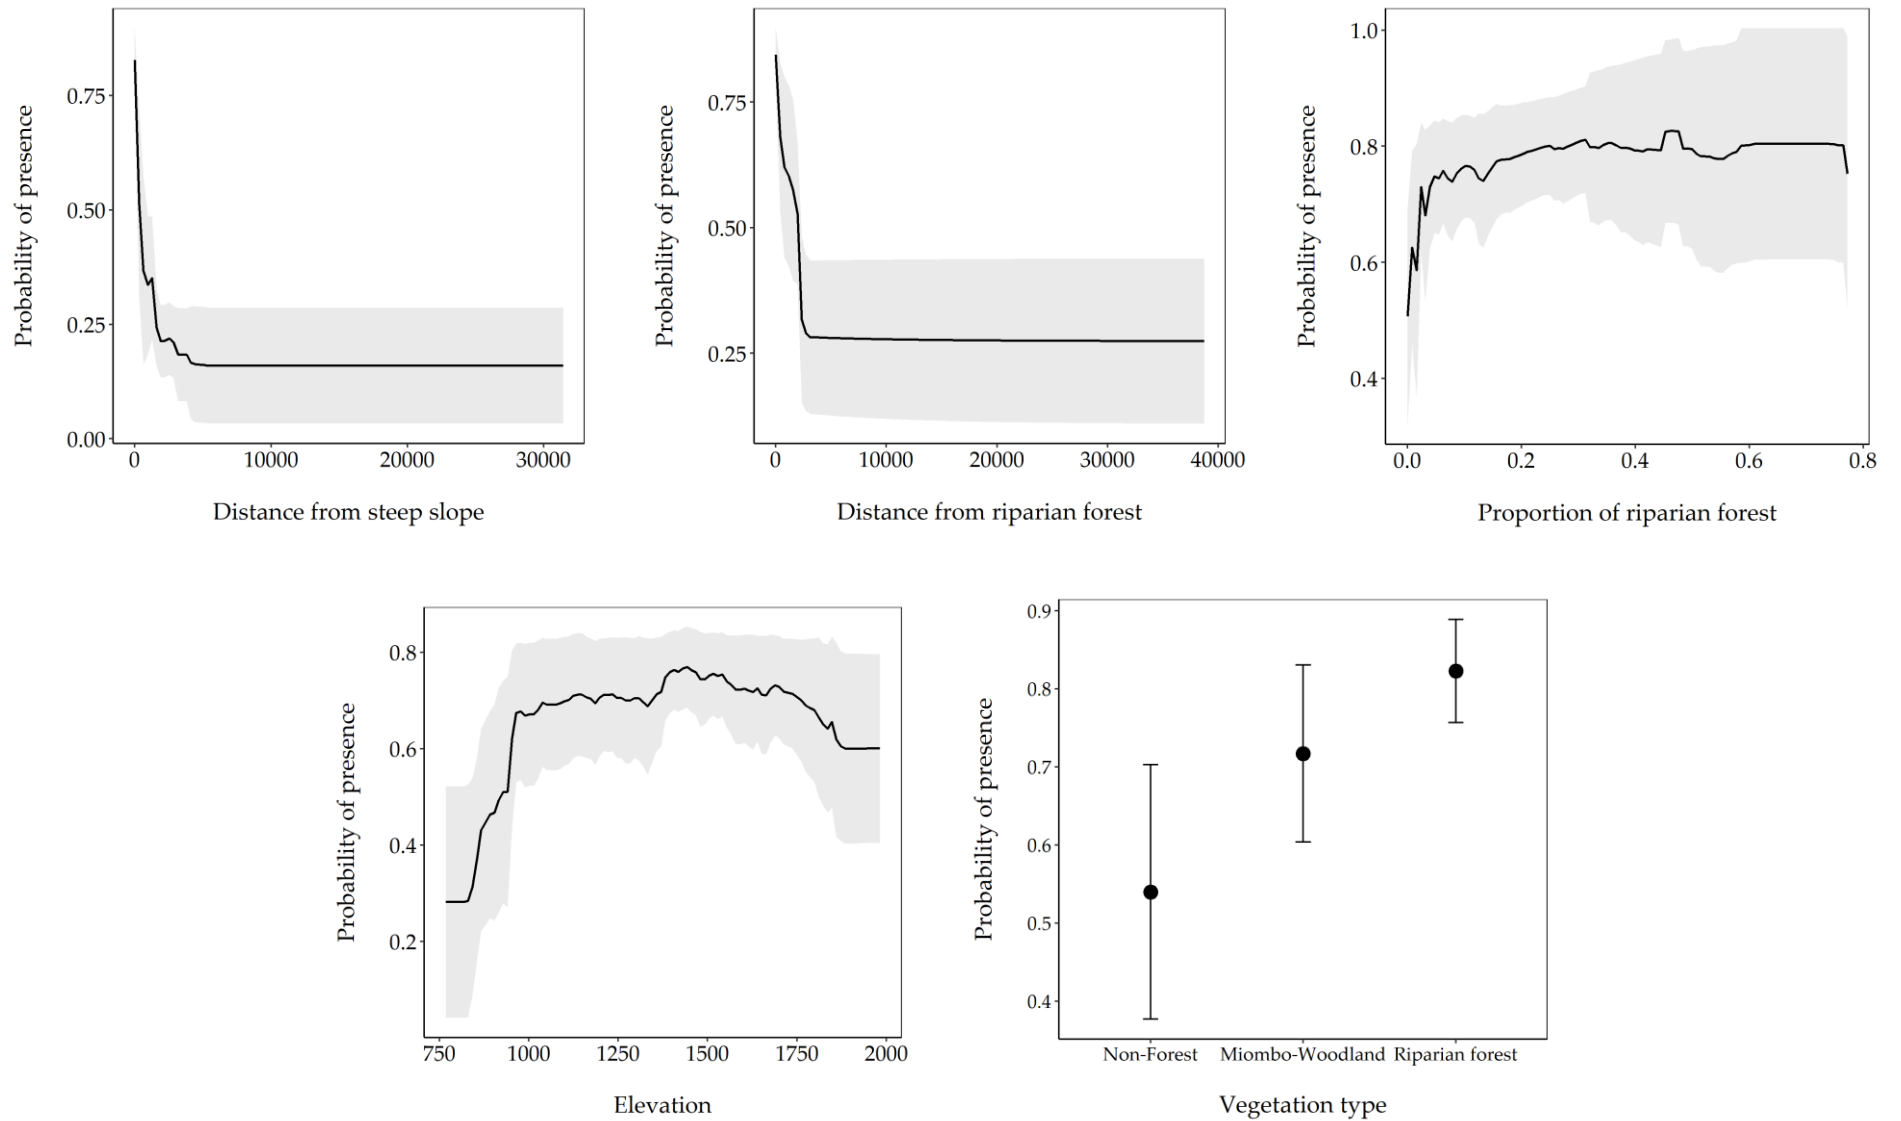 Probability of presence
0.75
0.50
0.25
0.00
0 10000 20000 30000
Distance from steep slope
Probability of presence
0.75
0.50
0.25
0 10000 20000 30000 40000
Distance from riparian forest
Probability of presence
1.0
0.8
0.6
0.4
0.0 0.2 0.4 0.6 0.8
Proportion of riparian forest
Probability of presence
0.8
0.6
0.4
0.2
750 1000 1250 1500 1750 2000
Elevation
Probability of presence
0.9
0.8
0.7
0.6
0.5
0.4
Non-Forest Miombo-Woodland Riparian forest
Vegetation type